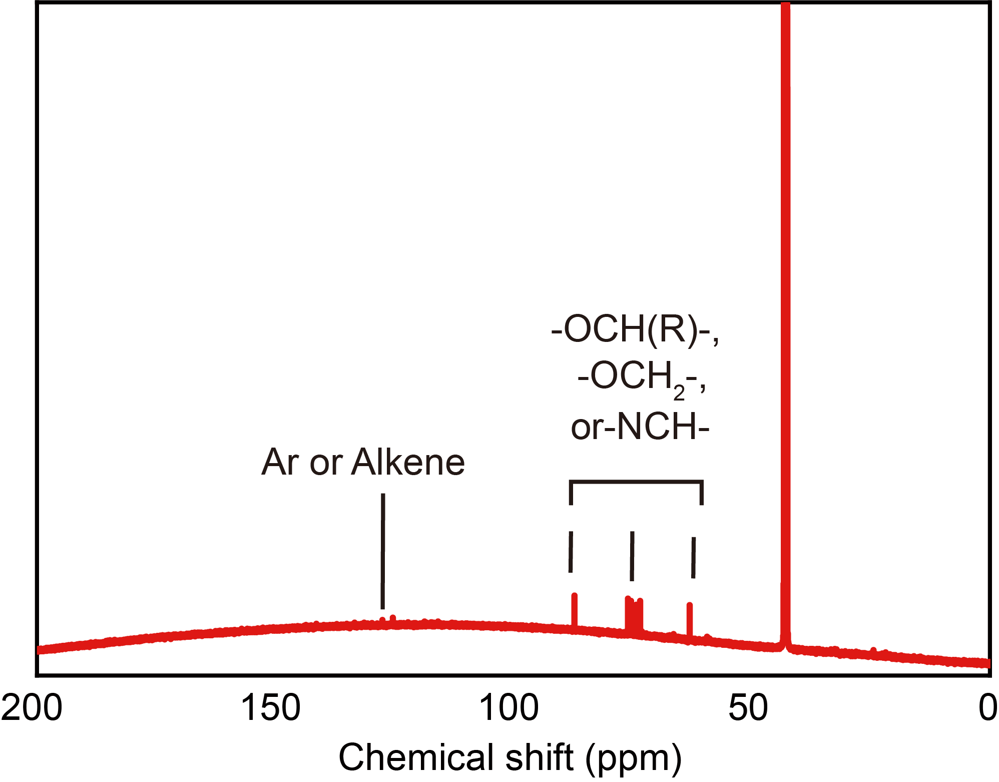 -OCH(R)-,
-OCH₂-,
or-NCH-
Ar or Alkene
200 150 100 50 0
Chemical shift (ppm)